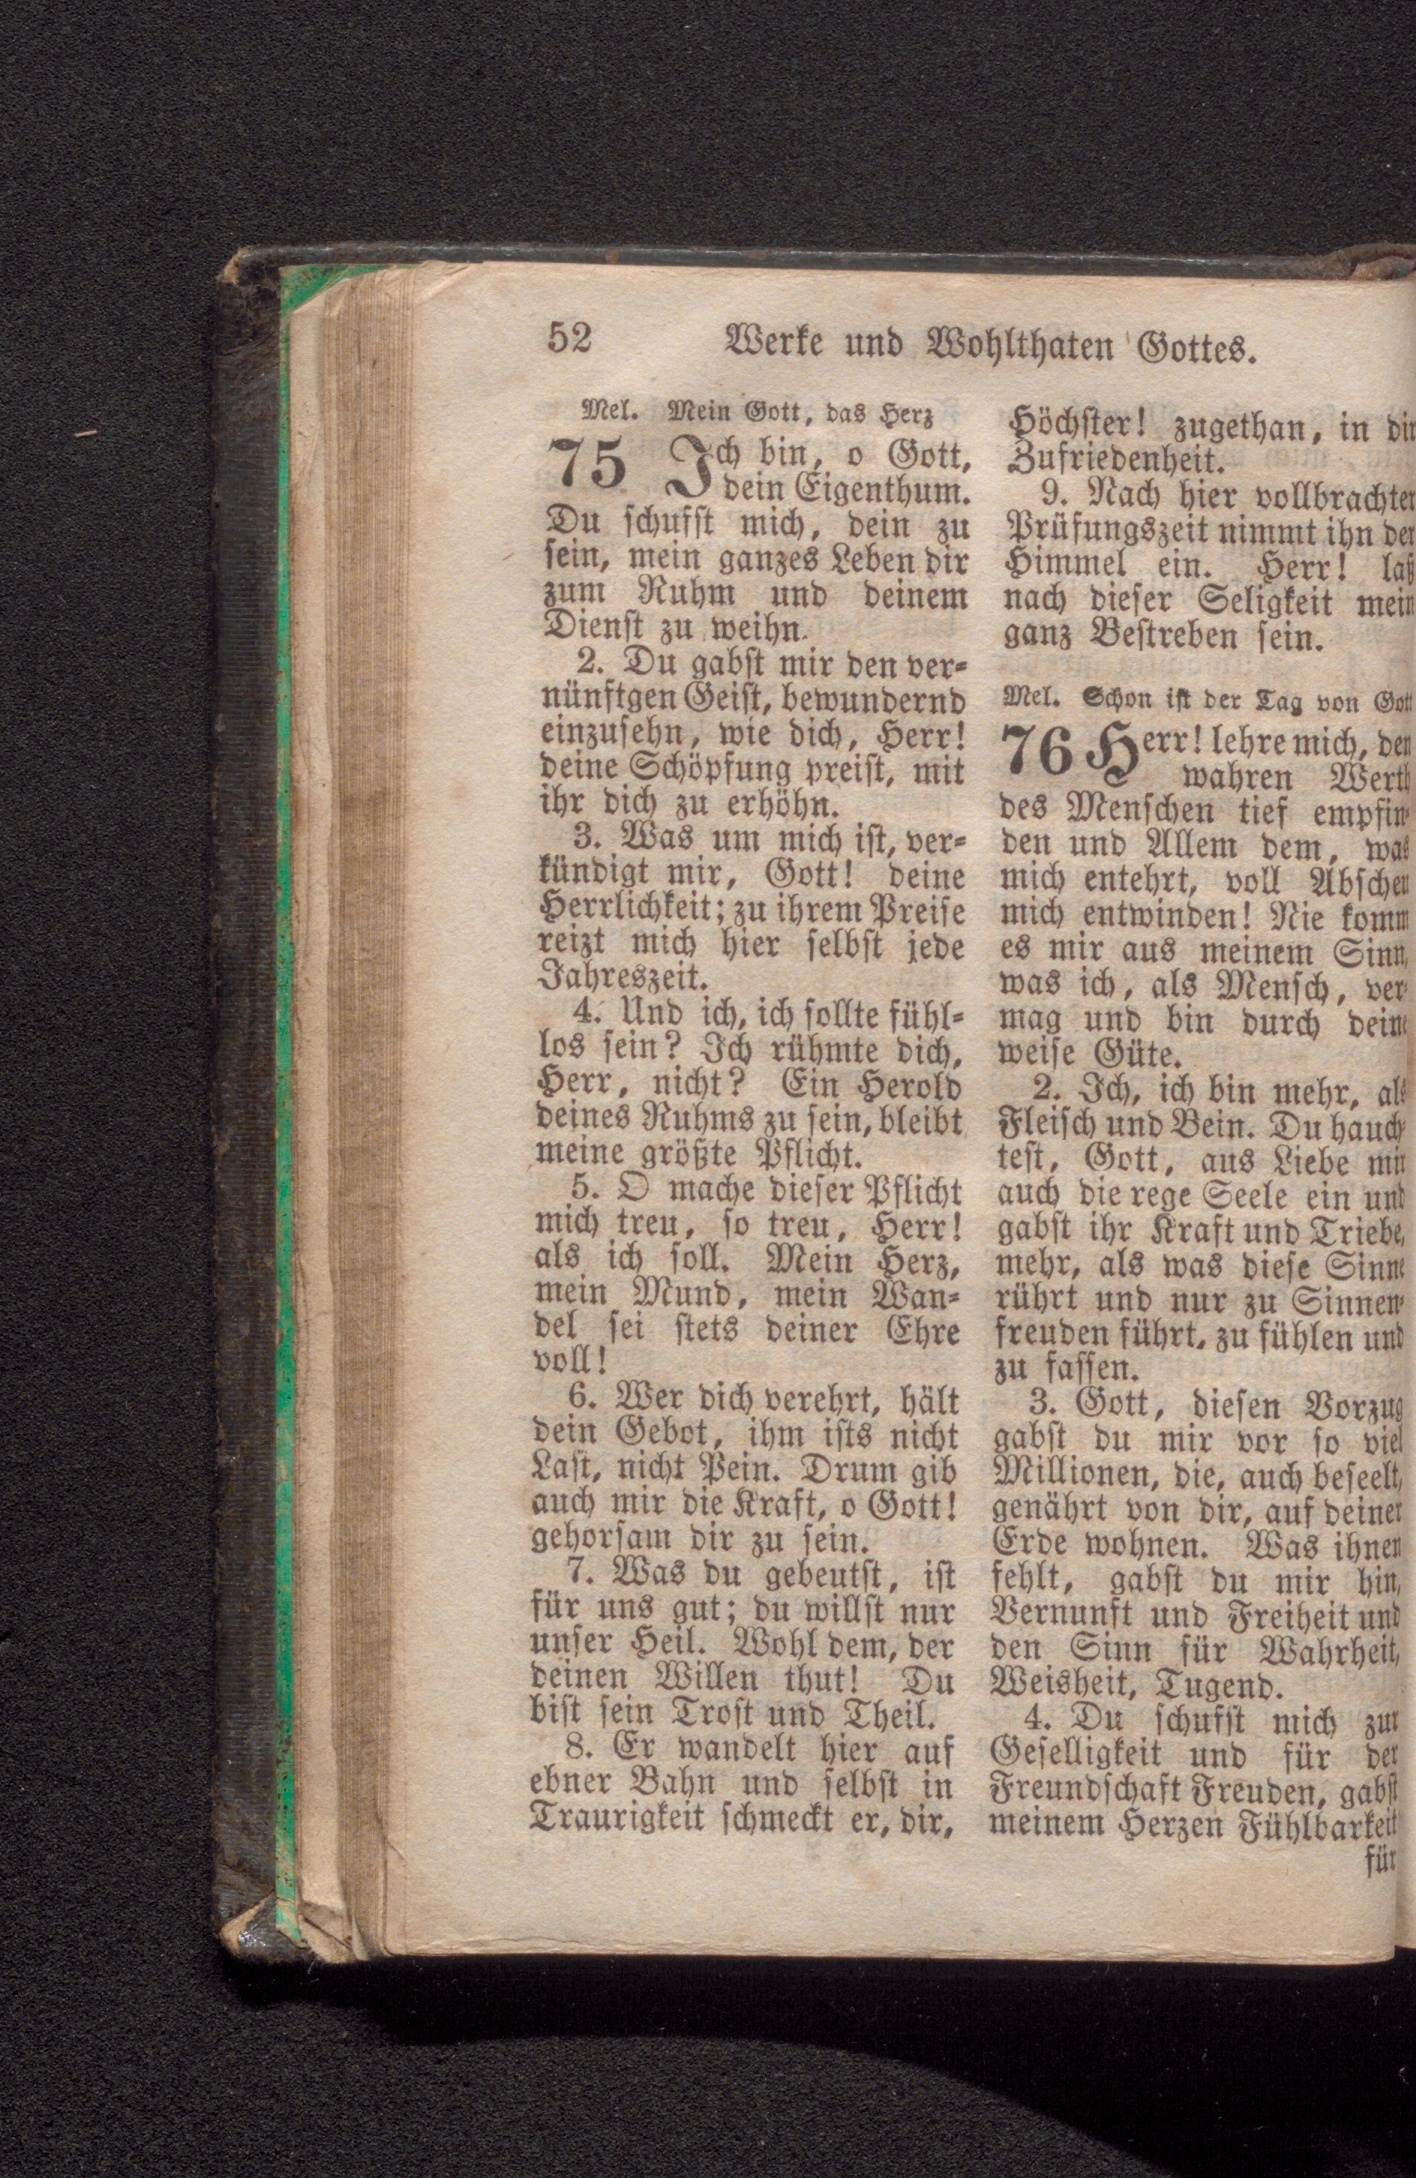 52 Werke und Wohlthaten Gottes.
Mel. Mein Gott, das Herz
75 Ich bin, o Gott,
dein Eigenthum.
Du schufst mich, dein zu
sein, mein ganzes Leben dir
zum Ruhm und deinem
Dienst zu weihn.
2. Du gabst mir den ver-
nünftgen Geist, bewundernd
einzusehn, wie dich, Herr!
deine Schöpfung preist, mit
ihr dich zu erhöhn.
3. Was um mich ist, ver-
kündigt mir, Gott! deine
Herrlichkeit; zu ihrem Preise
reizt mich hier selbst jede
Jahreszeit.
4. Und ich, ich sollte fühl-
los sein? Ich rühmte dich,
Herr, nicht? Ein Herold
deines Ruhms zu sein, bleibt
meine größte Pflicht.
5. O mache dieser Pflicht
mich treu, so treu, Herr!
als ich soll. Mein Herz,
mein Mund, mein Wan-
del sei stets deiner Ehre
voll!
6. Wer dich verehrt, hält
dein Gebot, ihm ists nicht
Last, nicht Pein. Drum gib
auch mir die Kraft, o Gott!
gehorsam dir zu sein.
7. Was du gebeutst, ist
für uns gut; du willst nur
unser Heil. Wohl dem, der
deinen Willen thut! Du
bist sein Trost und Theil.
8. Er wandelt hier auf
ebner Bahn und selbst in
Traurigkeit schmeckt er, dir,
Höchster! zugethan, in dir
Zufriedenheit.
9. Nach hier vollbrachter
Prüfungszeit nimmt ihn der
Himmel ein. Herr! laß
nach dieser Seligkeit mein
ganz Bestreben sein.
Mel. Schon ist der Tag von Gott
76 Herr! lehre mich, den
wahren Werth
des Menschen tief empfin-
den und Allem dem, was
mich entehrt, voll Abscheu
mich entwinden! Nie komm
es mir aus meinem Sinn,
was ich, als Mensch, ver-
mag und bin durch deine
weise Güte.
2. Ich, ich bin mehr, als
Fleisch und Bein. Du hauch-
test, Gott, aus Liebe mir
auch die rege Seele ein und
gabst ihr Kraft und Triebe,
mehr, als was diese Sinne
rührt und nur zu Sinnen-
freuden führt, zu fühlen und
zu fassen.
3. Gott, diesen Vorzug
gabst du mir vor so viel
Millionen, die, auch beseelt,
genährt von dir, auf deiner
Erde wohnen. Was ihnen
fehlt, gabst du mir hin,
Vernunft und Freiheit und
den Sinn für Wahrheit,
Weisheit, Tugend.
4. Du schufst mich zur
Geselligkeit und für der
Freundschaft Freuden, gabst
meinem Herzen Fühlbarkeit
für